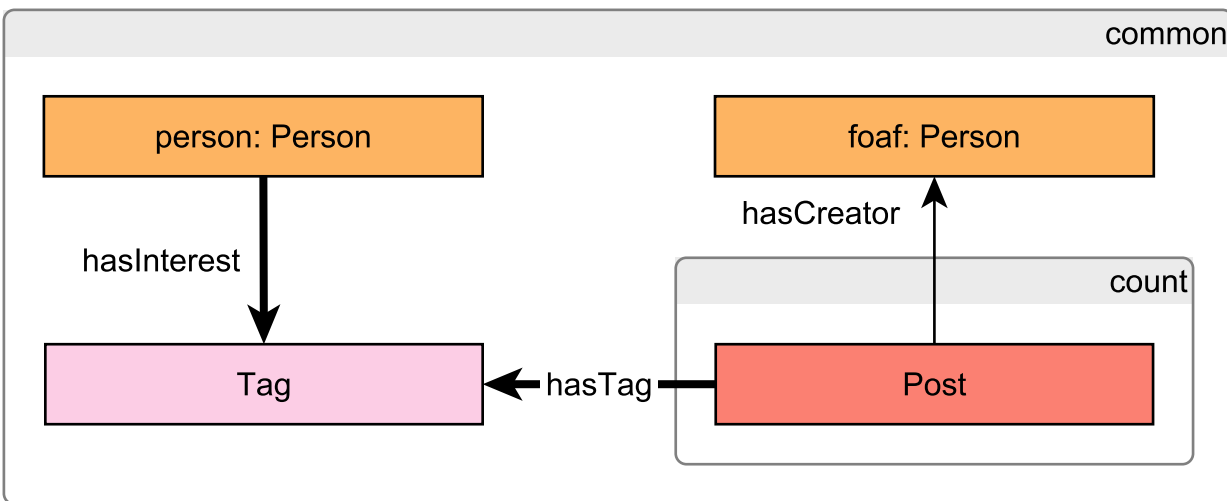 common
person: Person
foaf: Person
hasCreator
hasInterest
count
Tag
hasTag
Post